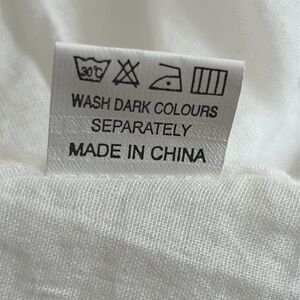 30°C
WASH DARK COLOURS
SEPARATELY
MADE IN CHINA